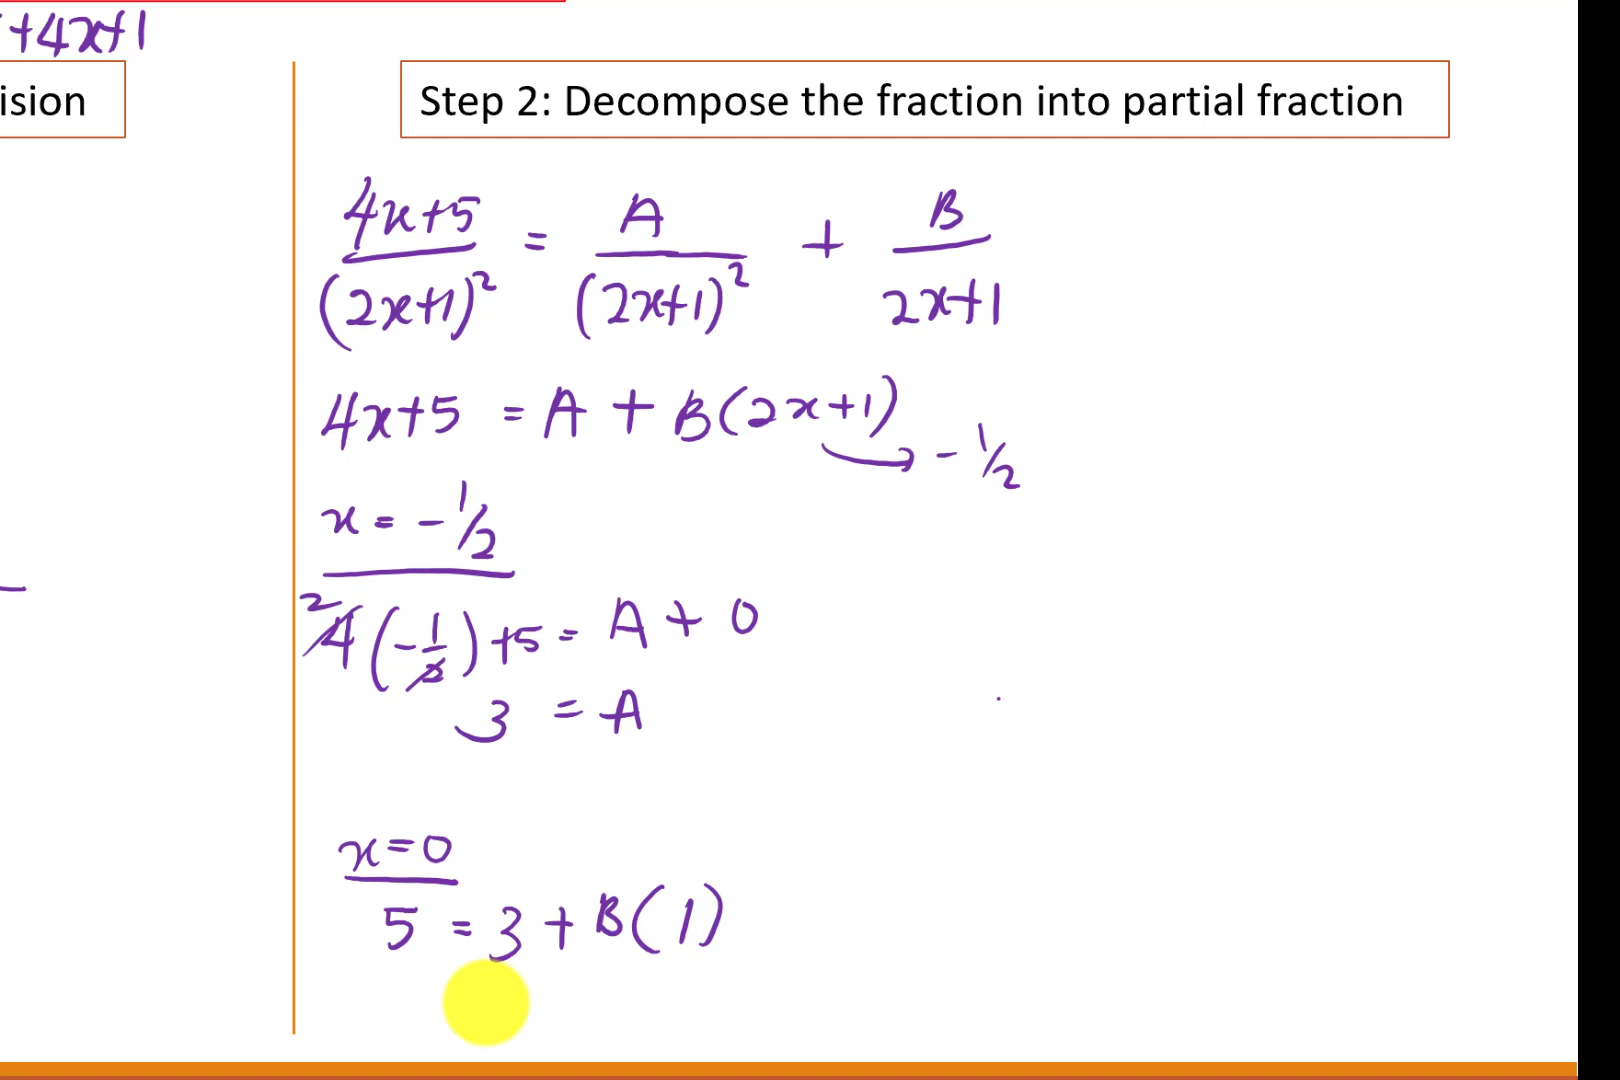 +4x+1
ision
Step 2: Decompose the fraction into partial fraction
4x+5/(2x+1)² = A/(2x+1)² + B/2x+1
4x+5 = A + B(2x+1) → -1/2
x = -1/2
4(-1/2)+5 = A + 0
2
3 = A
x=0
5 = 3 + B(1)